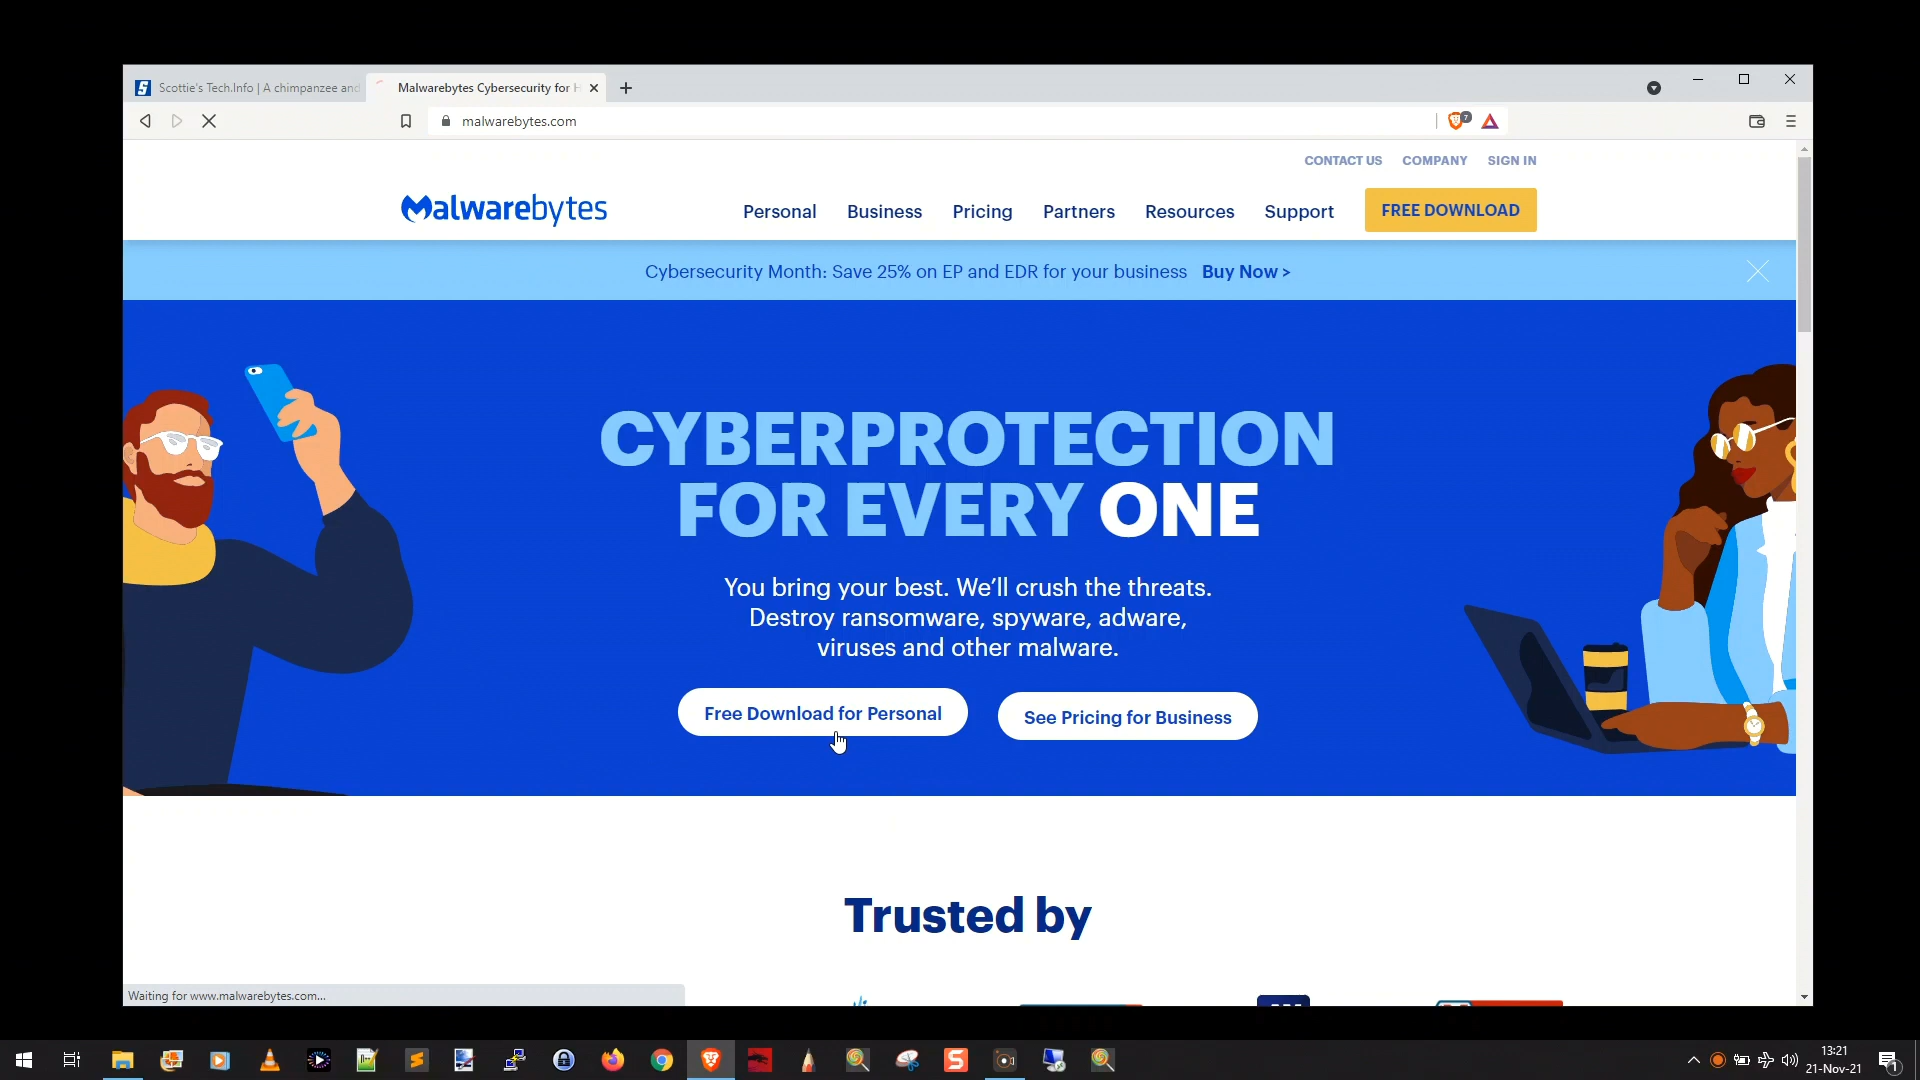 Scottie's Tech.Info | A chimpanzee and
Malwarebytes Cybersecurity for H
malwarebytes.com
7
CONTACT US COMPANY SIGN IN
Malwarebytes
Personal Business Pricing Partners Resources Support FREE DOWNLOAD
Cybersecurity Month: Save 25% on EP and EDR for your business Buy Now >
CYBERPROTECTION
FOR EVERY ONE
You bring your best. We’ll crush the threats.
Destroy ransomware, spyware, adware,
viruses and other malware.
Free Download for Personal See Pricing for Business
Trusted by
Waiting for www.malwarebytes.com...
13:21
21-Nov-21
1